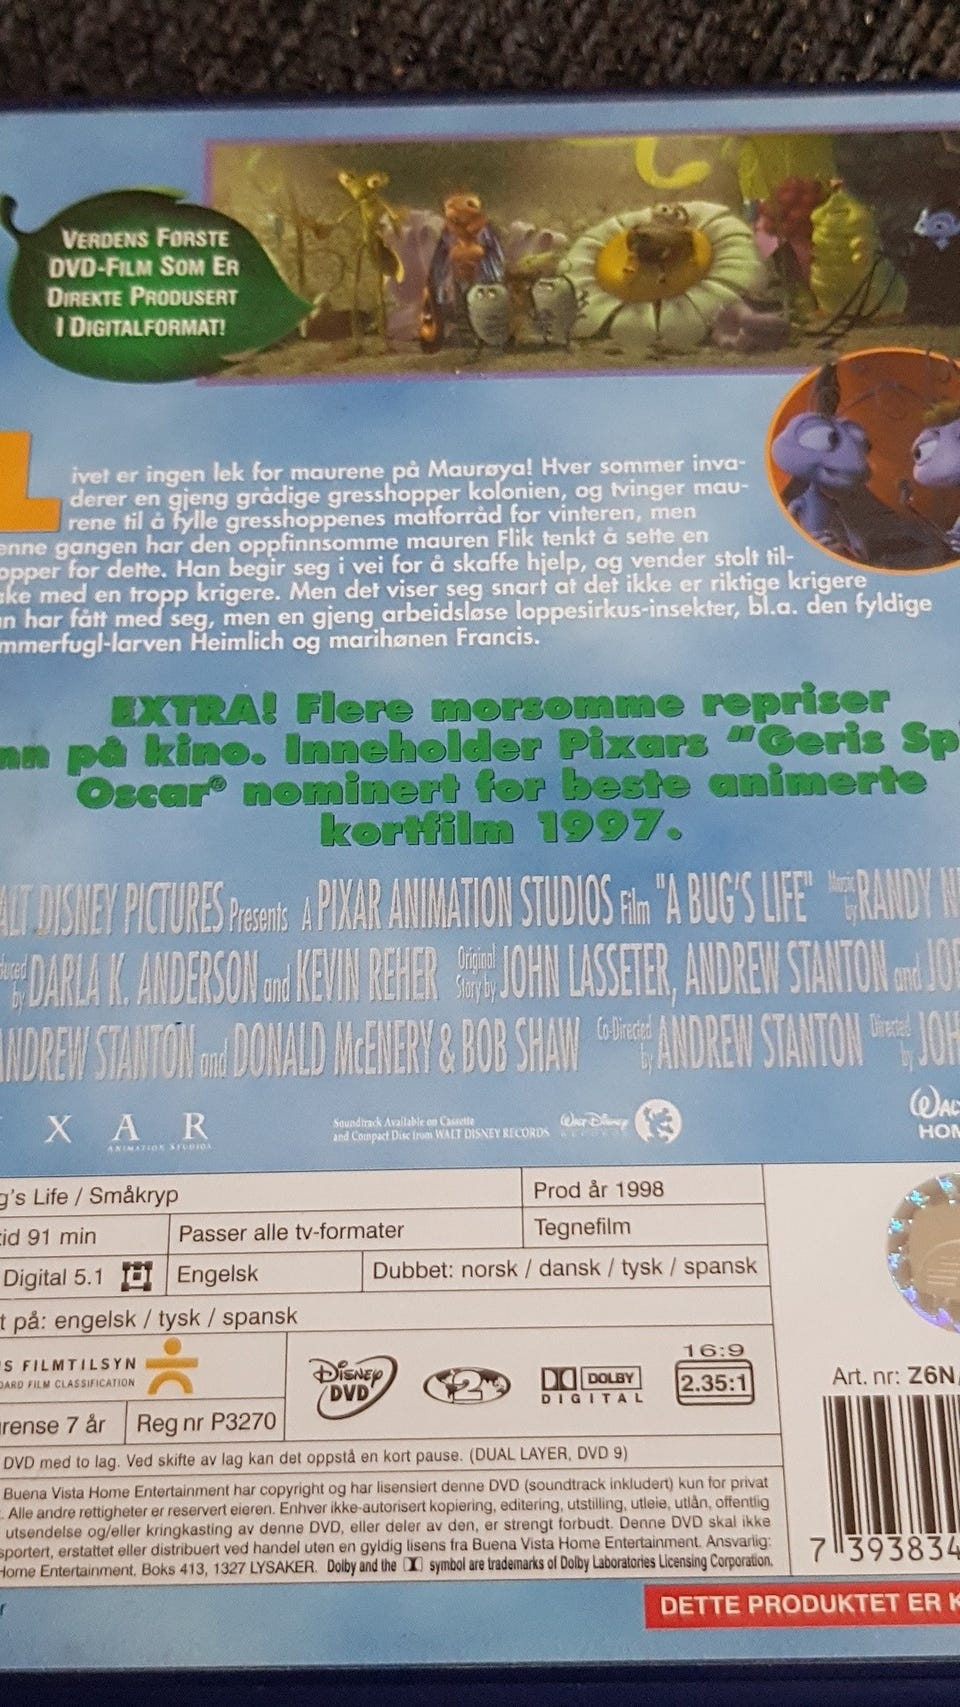 VERDENS FØRSTE
DVD-FILM SOM ER
DIREKTE PRODUSERT
I DIGITALFORMAT!
L
ivet er ingen lek for maurene på Maurøya! Hver sommer inva-
derer en gjeng grådige gresshopper kolonien, og tvinger mau-
rene til å fylle gresshoppenes matforråd for vinteren, men
enne gangen har den oppfinnsomme mauren Flik tenkt å sette en
opper for dette. Han begir seg i vei for å skaffe hjelp, og vender stolt til-
ake med en tropp krigere. Men det viser seg snart at det ikke er riktige krigere
n har fått med seg, men en gjeng arbeidsløse loppesirkus-insekter, bl.a. den fyldige
mmerfugl-larven Heimlich og marihønen Francis.
EXTRA! Flere morsomme repriser
nn på kino. Inneholder Pixars "Geris Sp
Oscar® nominert for beste animerte
kortfilm 1997.
ALT DISNEY PICTURES Presents A PIXAR ANIMATION STUDIOS Film "A BUG'S LIFE" Music by RANDY N
duced by DARLA K. ANDERSON and KEVIN REHER Original Story by JOHN LASSETER, ANDREW STANTON and JO
ANDREW STANTON and DONALD McENERY & BOB SHAW Co-Directed by ANDREW STANTON Directed by JOH
X A R
ANIMATION STUDIOS
Soundtrack Available on Cassette
and Compact Disc from WALT DISNEY RECORDS
Walt Disney
RECORDS
WAL
HOM
g's Life / Småkryp
Prod år 1998
tid 91 min
Passer alle tv-formater
Tegnefilm
Digital 5.1
Engelsk
Dubbet: norsk / dansk / tysk / spansk
t på: engelsk / tysk / spansk
S FILMTILSYN
OARD FILM CLASSIFICATION
rense 7 år
Reg nr P3270
DISNEY
DVD
2
DOLBY
DIGITAL
16:9
2.35:1
Art. nr: Z6N
DVD med to lag. Ved skifte av lag kan det oppstå en kort pause. (DUAL LAYER, DVD 9)
Buena Vista Home Entertainment har copyright og har lisensiert denne DVD (soundtrack inkludert) kun for privat
. Alle andre rettigheter er reservert eieren. Enhver ikke-autorisert kopiering, editering, utstilling, utleie, utlån, offentlig
utsendelse og/eller kringkasting av denne DVD, eller deler av den, er strengt forbudt. Denne DVD skal ikke
sportert, erstattet eller distribuert ved handel uten en gyldig lisens fra Buena Vista Home Entertainment. Ansvarlig:
Home Entertainment, Boks 413, 1327 LYSAKER. Dolby and the symbol are trademarks of Dolby Laboratories Licensing Corporation.
7 393834
DETTE PRODUKTET ER K